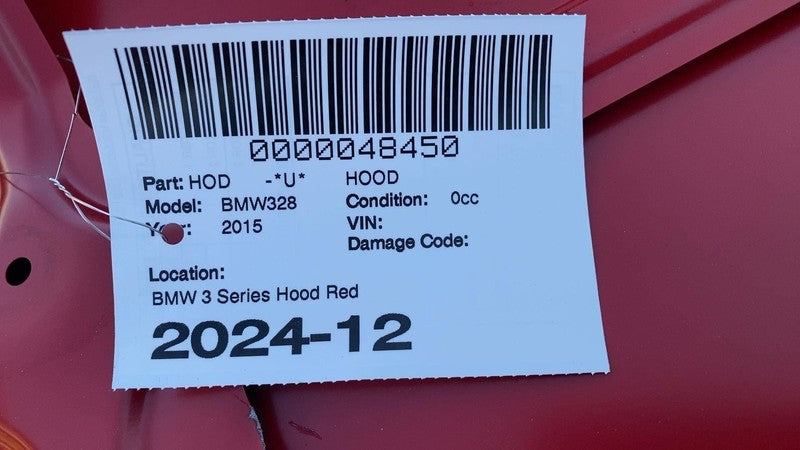 0000048450
Part: HOD -*U* HOOD
Model: BMW328 Condition: 0cc
Year: 2015 VIN:
Damage Code:
Location:
BMW 3 Series Hood Red
2024-12